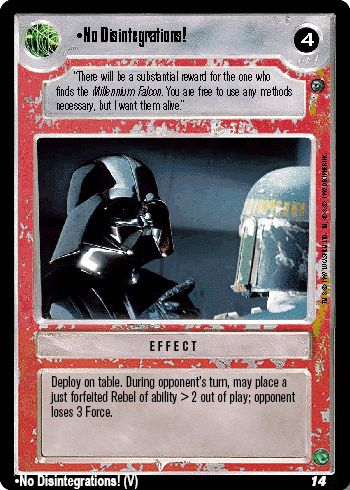 •No Disintegrations!
4
"There will be a substantial reward for the one who
finds the Millennium Falcon. You are free to use any methods
necessary, but I want them alive."
EFFECT
Deploy on table. During opponent's turn, may place a
just forfeited Rebel of ability > 2 out of play; opponent
loses 3 Force.
•No Disintegrations! (V)
14